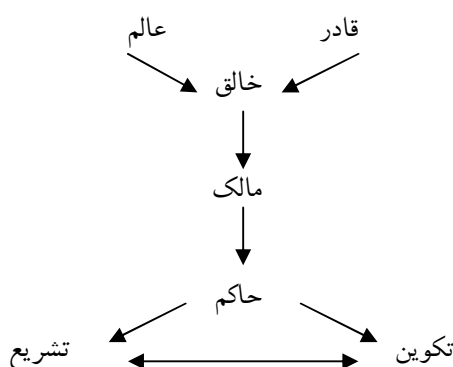 قادر عالم
خالق
مالک
حاکم
تکوین تشریع